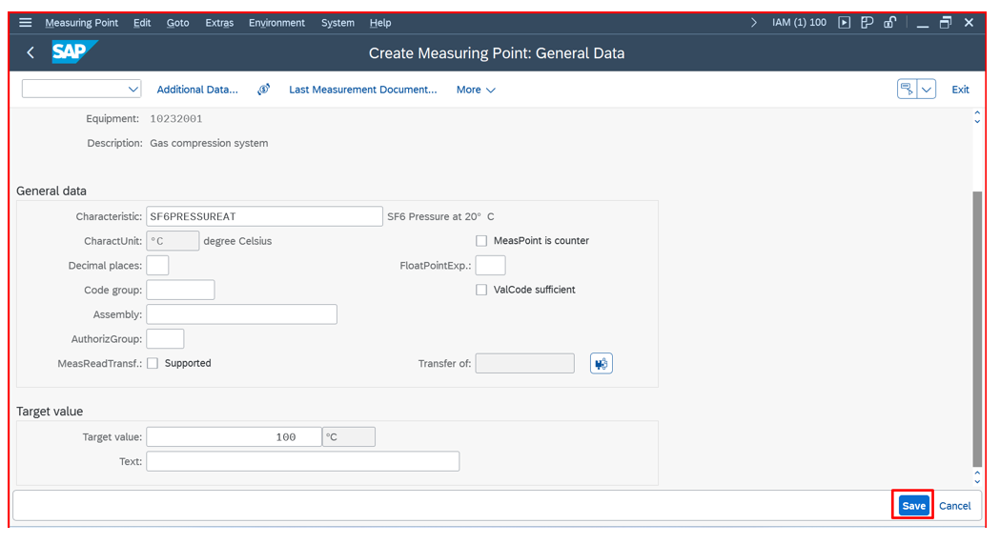 Measuring Point Edit Goto Extras Environment System Help IAM (1) 100
SAP Create Measuring Point: General Data
Additional Data... Last Measurement Document... More Exit
Equipment: 10232001
Description: Gas compression system
General data
Characteristic: SF6PRESSUREAT SF6 Pressure at 20° C
CharactUnit: °C degree Celsius MeasPoint is counter
Decimal places: FloatPointExp.:
Code group: ValCode sufficient
Assembly:
AuthorizGroup:
MeasReadTransf.: Supported Transfer of:
Target value
Target value: 100 °C
Text:
Save Cancel